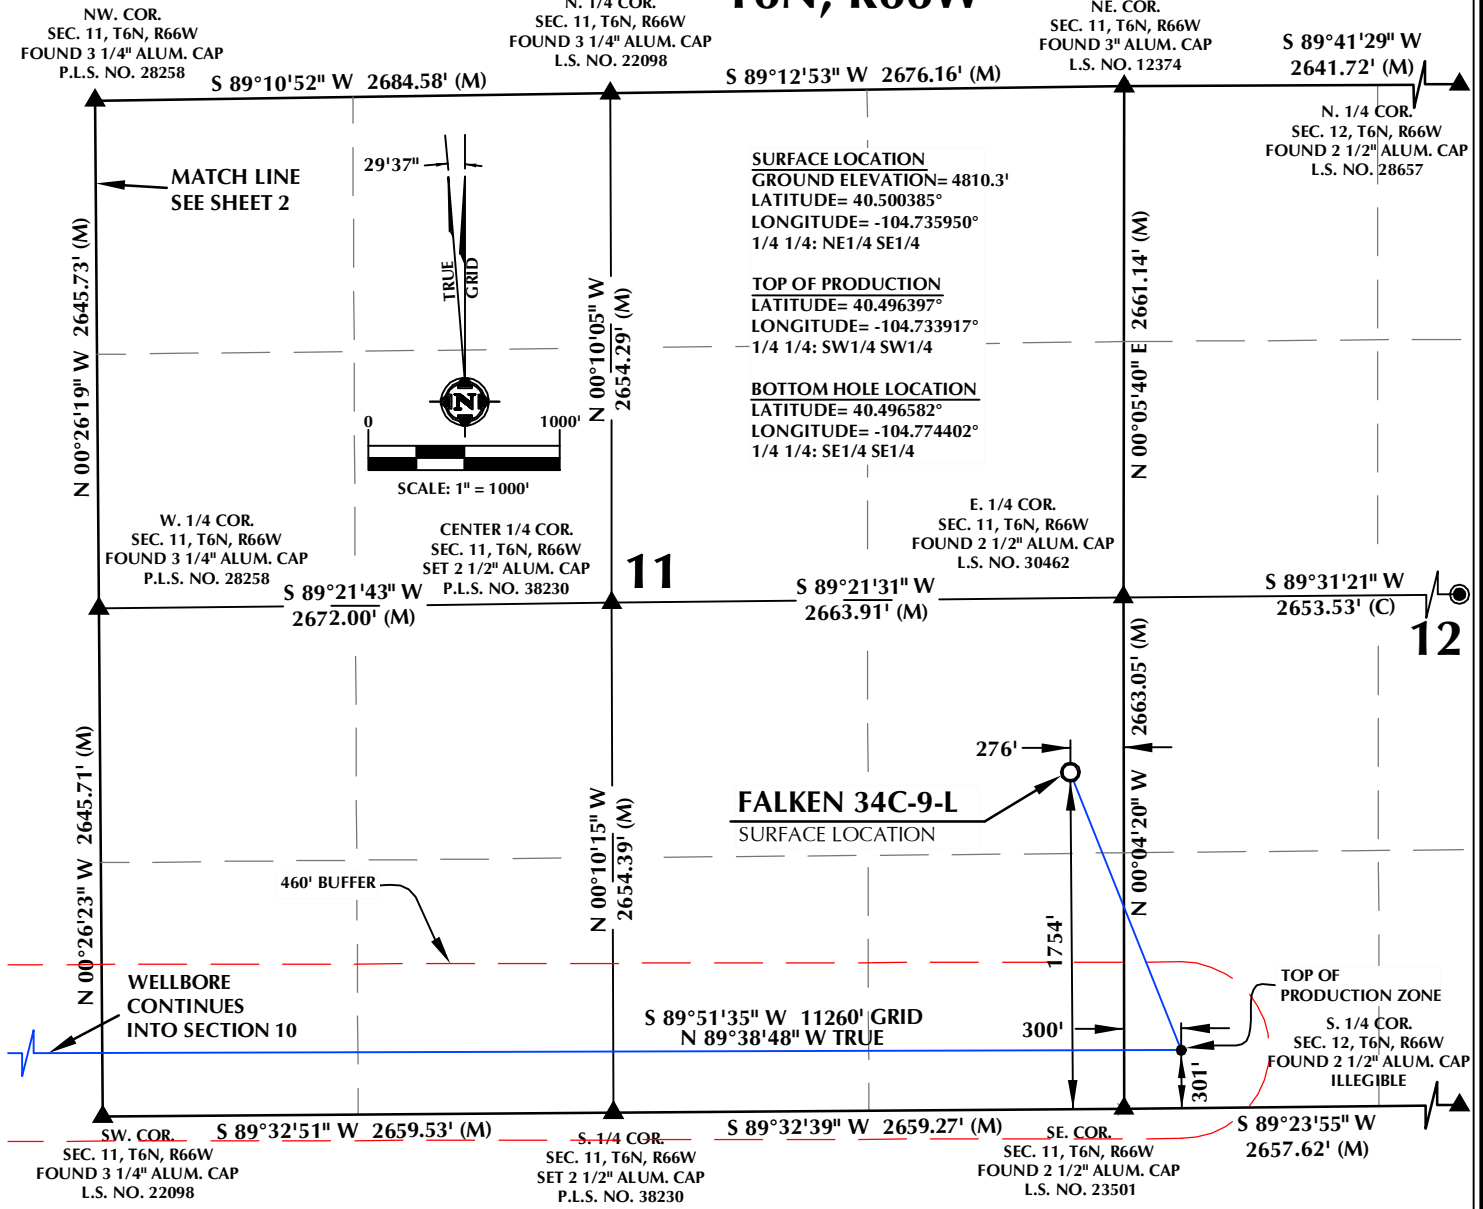 T6N, R66W
NW. COR.
SEC. 11, T6N, R66W
FOUND 3 1/4" ALUM. CAP
P.L.S. NO. 28258
N. 1/4 COR.
SEC. 11, T6N, R66W
FOUND 3 1/4" ALUM. CAP
L.S. NO. 22098
NE. COR.
SEC. 11, T6N, R66W
FOUND 3" ALUM. CAP
L.S. NO. 12374
S 89°41'29" W
2641.72' (M)
S 89°10'52" W 2684.58' (M)
S 89°12'53" W 2676.16' (M)
N. 1/4 COR.
SEC. 12, T6N, R66W
FOUND 2 1/2" ALUM. CAP
L.S. NO. 28657
MATCH LINE
SEE SHEET 2
29'37"
TRUE
GRID
N
0
1000'
SCALE: 1" = 1000'
SURFACE LOCATION
GROUND ELEVATION= 4810.3'
LATITUDE= 40.500385°
LONGITUDE= -104.735950°
1/4 1/4: NE1/4 SE1/4
TOP OF PRODUCTION
LATITUDE= 40.496397°
LONGITUDE= -104.733917°
1/4 1/4: SW1/4 SW1/4
BOTTOM HOLE LOCATION
LATITUDE= 40.496582°
LONGITUDE= -104.774402°
1/4 1/4: SE1/4 SE1/4
N 00°26'19" W 2645.73' (M)
N 00°10'05" W
2654.29' (M)
N 00°05'40" E 2661.14' (M)
W. 1/4 COR.
SEC. 11, T6N, R66W
FOUND 3 1/4" ALUM. CAP
P.L.S. NO. 28258
CENTER 1/4 COR.
SEC. 11, T6N, R66W
SET 2 1/2" ALUM. CAP
P.L.S. NO. 38230
11
E. 1/4 COR.
SEC. 11, T6N, R66W
FOUND 2 1/2" ALUM. CAP
L.S. NO. 30462
S 89°21'43" W
2672.00' (M)
S 89°21'31" W
2663.91' (M)
S 89°31'21" W
2653.53' (C)
12
N 00°26'23" W 2645.71' (M)
N 00°10'15" W
2654.39' (M)
N 00°04'20" W 2663.05' (M)
276'
FALKEN 34C-9-L
SURFACE LOCATION
460' BUFFER
1754'
WELLBORE
CONTINUES
INTO SECTION 10
S 89°51'35" W 11260' GRID
N 89°38'48" W TRUE
300'
301'
TOP OF
PRODUCTION ZONE
S. 1/4 COR.
SEC. 12, T6N, R66W
FOUND 2 1/2" ALUM. CAP
ILLEGIBLE
SW. COR.
SEC. 11, T6N, R66W
FOUND 3 1/4" ALUM. CAP
L.S. NO. 22098
S 89°32'51" W 2659.53' (M)
S. 1/4 COR.
SEC. 11, T6N, R66W
SET 2 1/2" ALUM. CAP
P.L.S. NO. 38230
S 89°32'39" W 2659.27' (M)
SE. COR.
SEC. 11, T6N, R66W
FOUND 2 1/2" ALUM. CAP
L.S. NO. 23501
S 89°23'55" W
2657.62' (M)